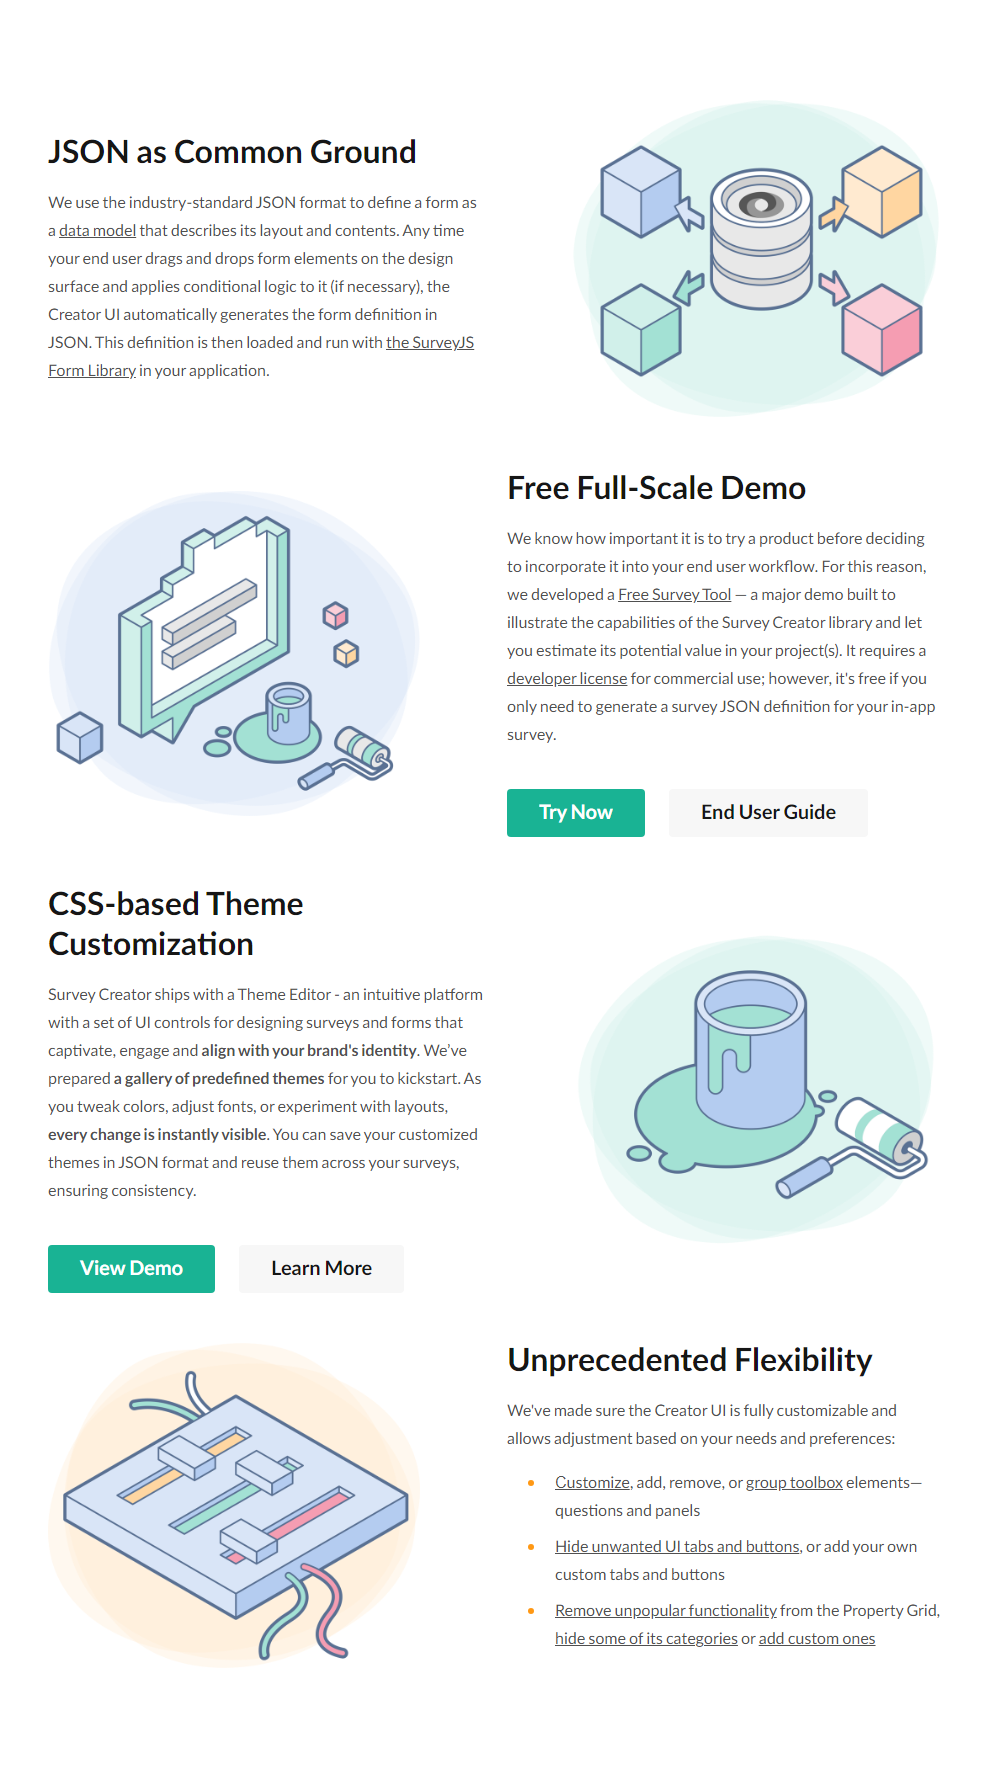 JSON as Common Ground
We use the industry-standard JSON format to define a form as
a data model that describes its layout and contents. Any time
your end user drags and drops form elements on the design
surface and applies conditional logic to it (if necessary), the
Creator UI automatically generates the form definition in
JSON. This definition is then loaded and run with the SurveyJS
Form Library in your application.
Free Full-Scale Demo
We know how important it is to try a product before deciding
to incorporate it into your end user workflow. For this reason,
we developed a Free Survey Tool — a major demo built to
illustrate the capabilities of the Survey Creator library and let
you estimate its potential value in your project(s). It requires a
developer license for commercial use; however, it's free if you
only need to generate a survey JSON definition for your in-app
survey.
Try Now
End User Guide
CSS-based Theme
Customization
Survey Creator ships with a Theme Editor - an intuitive platform
with a set of UI controls for designing surveys and forms that
captivate, engage and align with your brand's identity. We’ve
prepared a gallery of predefined themes for you to kickstart. As
you tweak colors, adjust fonts, or experiment with layouts,
every change is instantly visible. You can save your customized
themes in JSON format and reuse them across your surveys,
ensuring consistency.
View Demo
Learn More
Unprecedented Flexibility
We've made sure the Creator UI is fully customizable and
allows adjustment based on your needs and preferences:
Customize, add, remove, or group toolbox elements—
questions and panels
Hide unwanted UI tabs and buttons, or add your own
custom tabs and buttons
Remove unpopular functionality from the Property Grid,
hide some of its categories or add custom ones